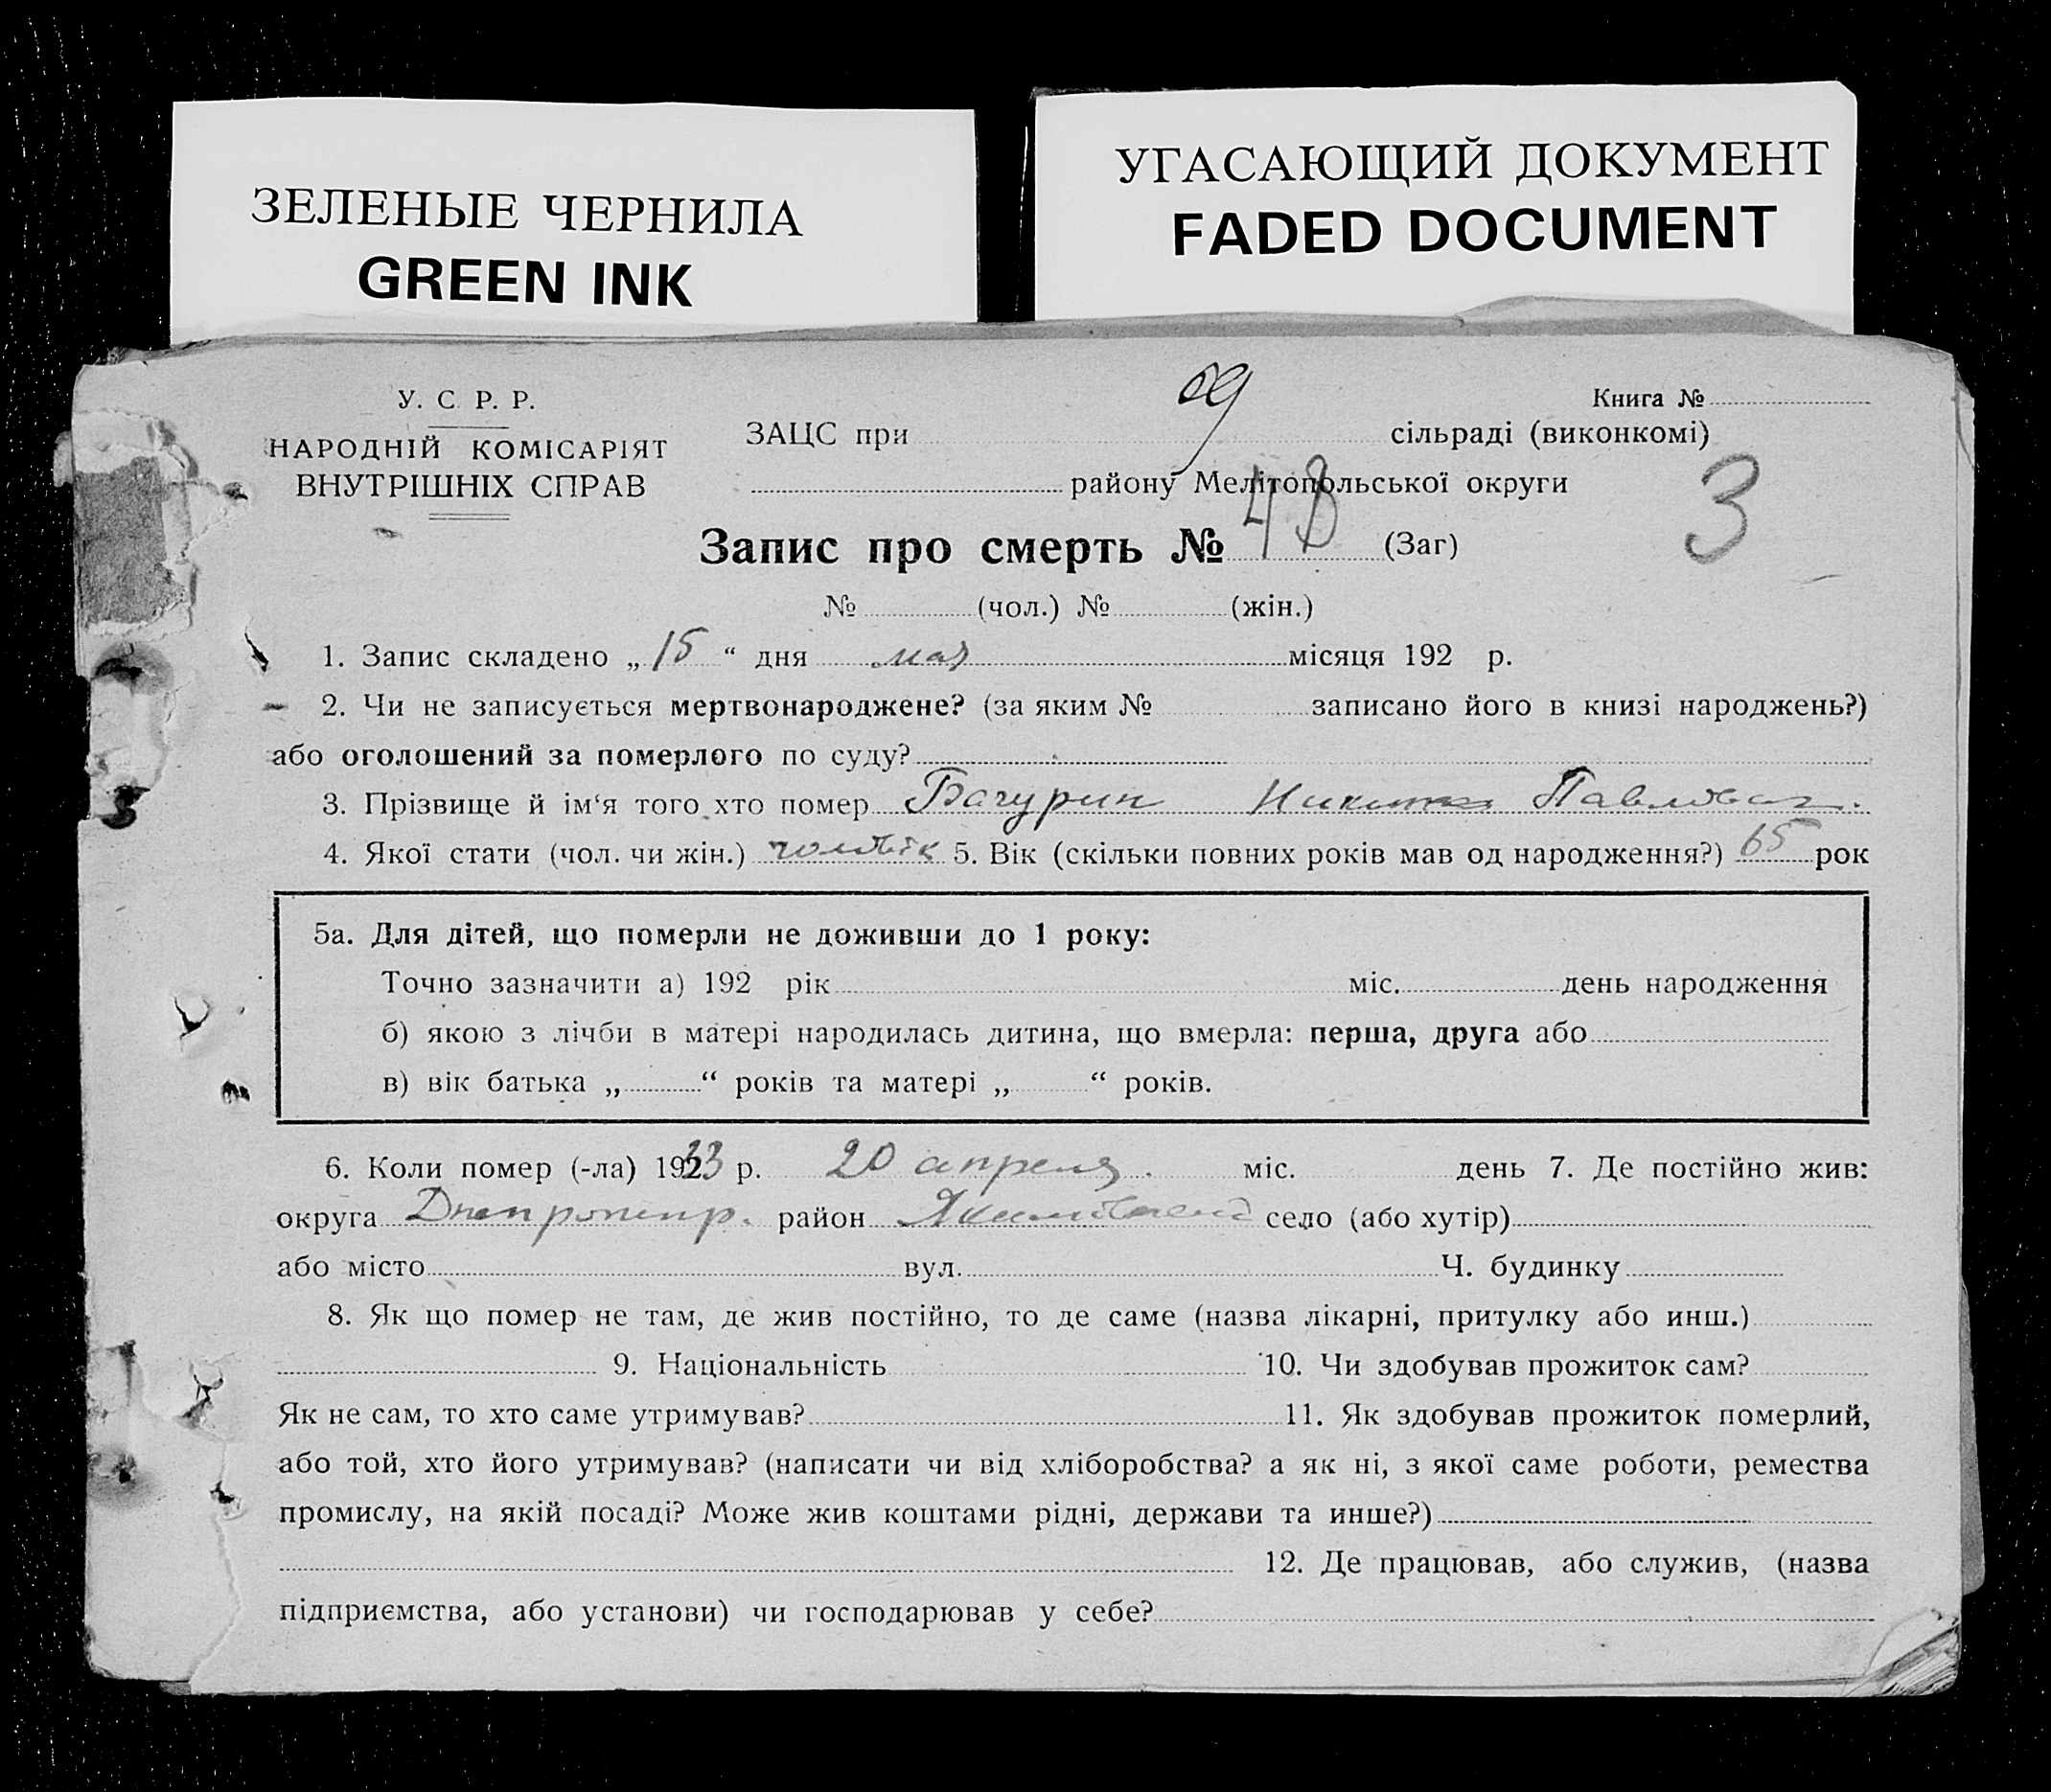 ЗЕЛЕНЫЕ ЧЕРНИЛА
GREEN INK
УГАСАЮЩИЙ ДОКУМЕНТ
FADED DOCUMENT
У. С. Р. Р.
НАРОДНІЙ КОМІСАРІЯТ
ВНУТРІШНІХ СПРАВ
Книга №
ЗАЦС при сільраді (виконкомі)
району Мелітопольської округи
3
Запис про смерть № 48 (Заг)
№ (чол.) № (жін.)
1. Запис складено „ 15 “ дня мая місяця 192 р.
2. Чи не записується мертвонароджене? (за яким № записано його в книзі народжень?)
або оголошений за померлого по суду?
3. Прізвище й ім‘я того хто помер Бачурин Никита Павлович.
4. Якої стати (чол. чи жін.) чоловік 5. Вік (скільки повних років мав од народження?) 65 рок
5а. Для дітей, що померли не доживши до 1 року:
Точно зазначити а) 192 рік міс. день народження
б) якою з лічби в матері народилась дитина, що вмерла: перша, друга або
в) вік батька „ “ років та матері „ “ років.
6. Коли помер (-ла) 1933 р. 20 апреля. міс. день 7. Де постійно жив:
округа Днепропетр. район село (або хутір)
або місто вул. Ч. будинку
8. Як що помер не там, де жив постійно, то де саме (назва лікарні, притулку або инш.)
9. Національність 10. Чи здобував прожиток сам?
Як не сам, то хто саме утримував? 11. Як здобував прожиток померлий,
або той, хто його утримував? (написати чи від хліборобства? а як ні, з якої саме роботи, ремества
промислу, на якій посаді? Може жив коштами рідні, держави та инше?)
12. Де працював, або служив, (назва
підприємства, або установи) чи господарював у себе?